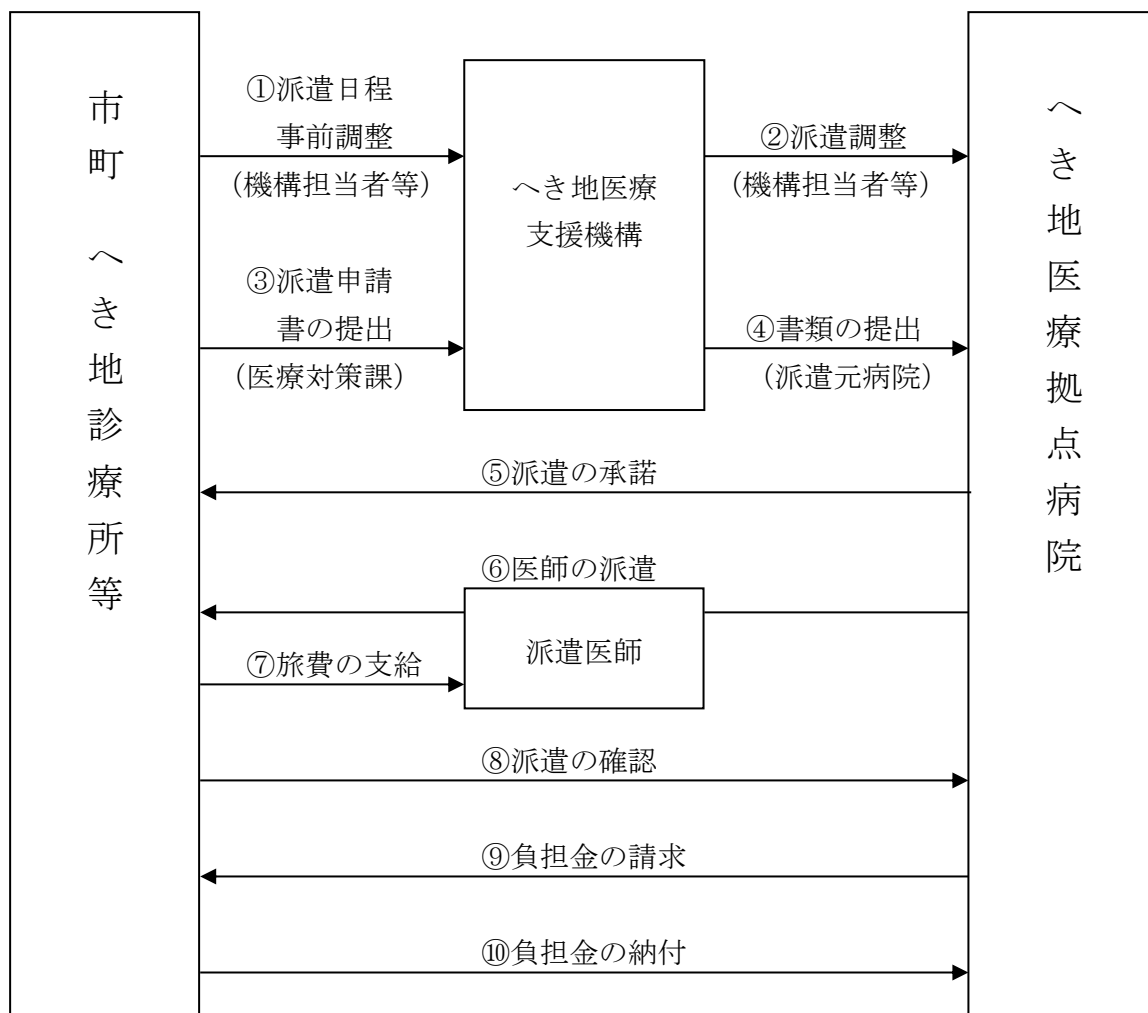 市町 へき地診療所等
①派遣日程
事前調整
(機構担当者等)
③派遣申請
書の提出
(医療対策課)
へき地医療
支援機構
②派遣調整
(機構担当者等)
④書類の提出
(派遣元病院)
へき地医療拠点病院
⑤派遣の承諾
⑥医師の派遣
派遣医師
⑦旅費の支給
⑧派遣の確認
⑨負担金の請求
⑩負担金の納付